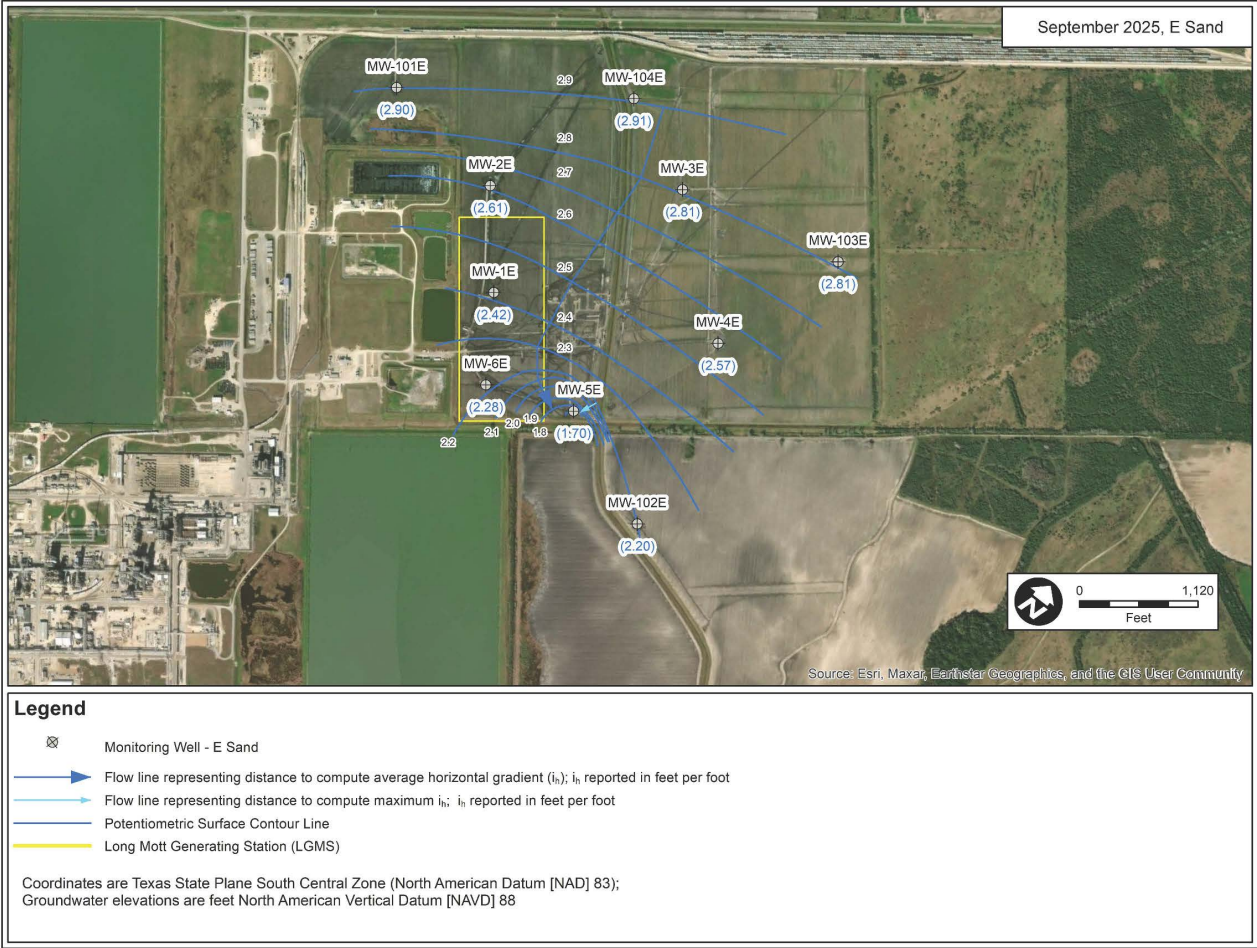 September 2025, E Sand
MW-101E
(2.90)
2.9
MW-104E
(2.91)
2.8
MW-2E
(2.61)
2.7
MW-3E
(2.81)
2.6
MW-103E
(2.81)
MW-1E
(2.42)
2.5
2.4
MW-4E
(2.57)
2.3
MW-6E
(2.28)
MW-5E
(1.70)
2.2
2.1
2.0
1.9
1.8
MW-102E
(2.20)
N
0 1,120
Feet
Source: Esri, Maxar, Earthstar Geographics, and the GIS User Community
Legend
Monitoring Well - E Sand
Flow line representing distance to compute average horizontal gradient (ih); ih reported in feet per foot
Flow line representing distance to compute maximum ih; ih reported in feet per foot
Potentiometric Surface Contour Line
Long Mott Generating Station (LGMS)
Coordinates are Texas State Plane South Central Zone (North American Datum [NAD] 83);
Groundwater elevations are feet North American Vertical Datum [NAVD] 88